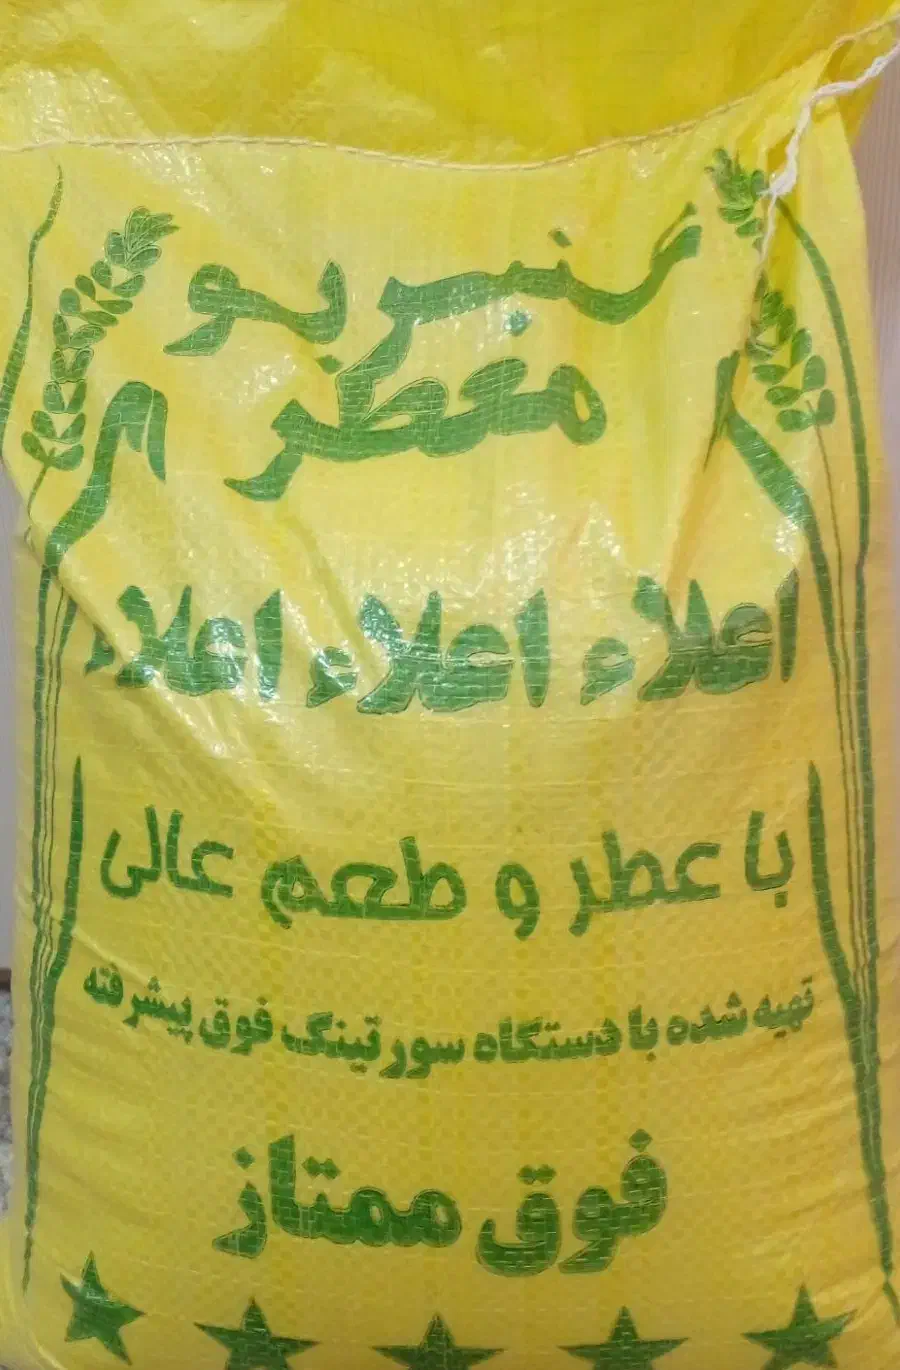 عنبر بو
معطر
اعلاء اعلاء اعلاء
با عطر و طعم عالی
تهیه شده با دستگاه سورتینگ فوق پیشرفته
فوق ممتاز